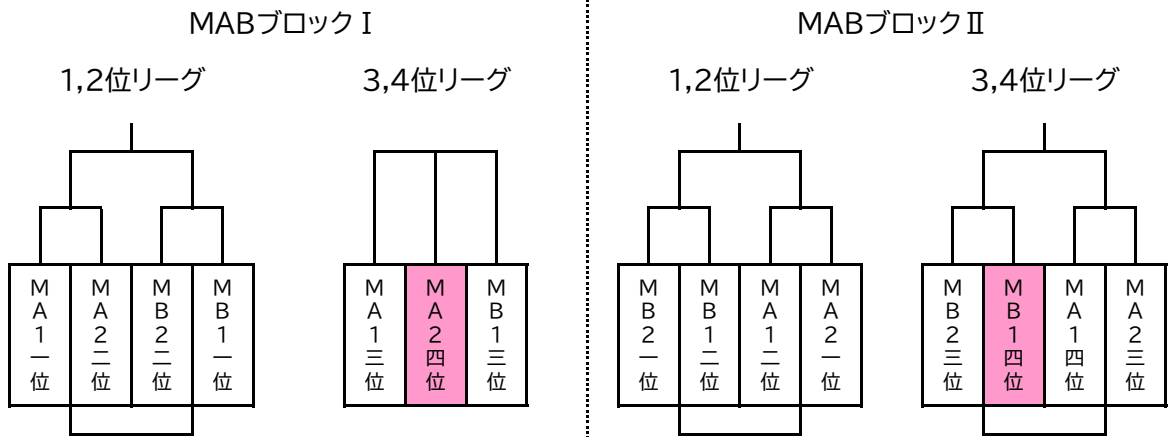 MABブロックⅠ
1,2位リーグ
MA1一位
MA2二位
MB2二位
MB1一位
3,4位リーグ
MA1三位
MA2四位
MB1三位
MABブロックⅡ
1,2位リーグ
MB2一位
MB1二位
MA1二位
MA2一位
3,4位リーグ
MB2三位
MB1四位
MA1四位
MA2三位